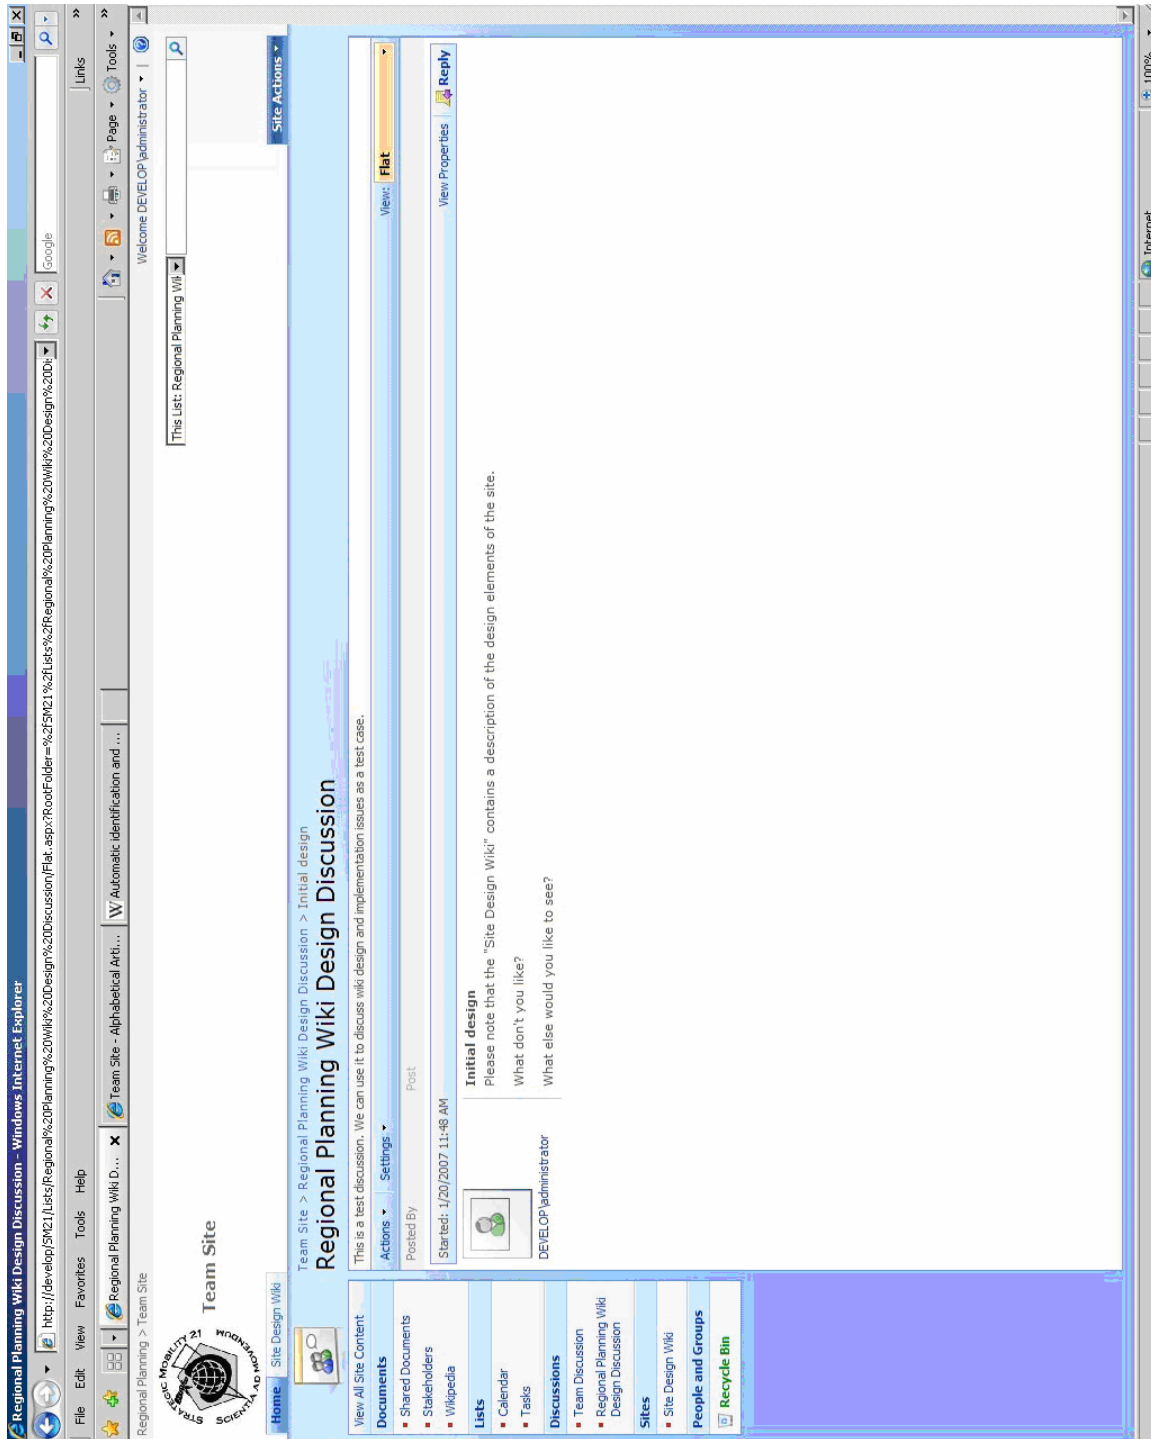 Regional Planning Wiki Design Discussion - Windows Internet Explorer
http://develop/SM21/Lists/Regional%20Planning%20Wiki%20Design%20Discussion/Flat.aspx?RootFolder=%2fSM21%2fLists%2fRegional%20Planning%20Wiki%20Design%20Dis
Google
File Edit View Favorites Tools Help
Links »
Regional Planning Wiki D... Team Site - Alphabetical Arti... W Automatic identification and ...
Page Tools »
Regional Planning > Team Site
Welcome DEVELOP\administrator
STRATEGIC MOBILITY 21
SCIENTIA AD MOVENDUM
Team Site
This List: Regional Planning Wik
Home Site Design Wiki
Site Actions
Team Site > Regional Planning Wiki Design Discussion > Initial design
Regional Planning Wiki Design Discussion
View All Site Content
Documents
Shared Documents
Stakeholders
Wikipedia
Lists
Calendar
Tasks
Discussions
Team Discussion
Regional Planning Wiki
Design Discussion
Sites
Site Design Wiki
People and Groups
Recycle Bin
This is a test discussion. We can use it to discuss wiki design and implementation issues as a test case.
Actions Settings
View: Flat
Posted By Post
Started: 1/20/2007 11:48 AM
View Properties Reply
DEVELOP\administrator
Initial design
Please note that the "Site Design Wiki" contains a description of the design elements of the site.
What don't you like?
What else would you like to see?
Internet
100%